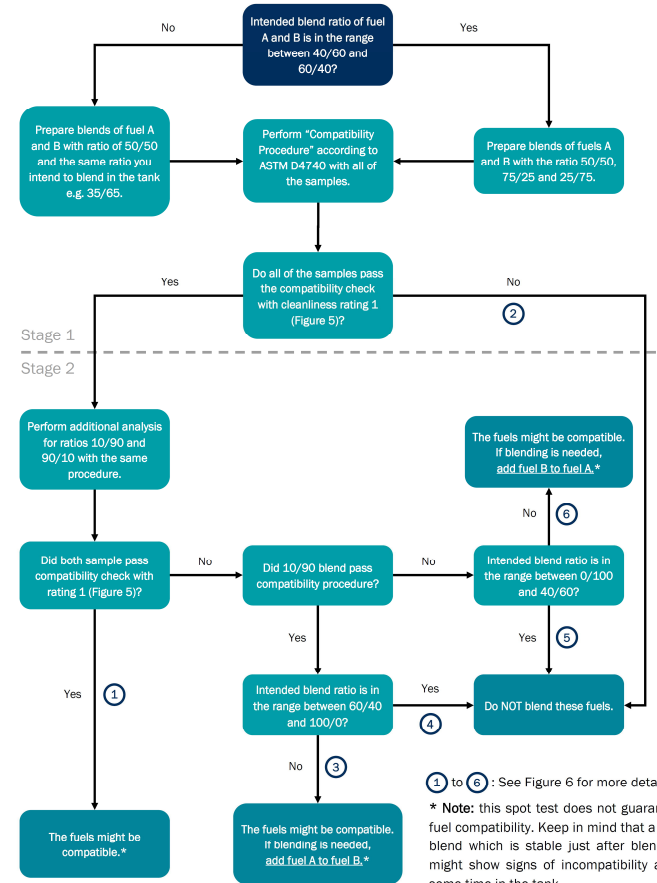 Intended blend ratio of fuel
A and B is in the range
between 40/60 and
60/40?
No
Yes
Prepare blends of fuel A
and B with ratio of 50/50
and the same ratio you
intend to blend in the tank
e.g. 35/65.
Perform “Compatibility
Procedure” according to
ASTM D4740 with all of
the samples.
Prepare blends of fuels A
and B with the ratio 50/50,
75/25 and 25/75.
Do all of the samples pass
the compatibility check
with cleanliness rating 1
(Figure 5)?
Yes
No
2
Stage 1
Stage 2
Perform additional analysis
for ratios 10/90 and
90/10 with the same
procedure.
The fuels might be compatible.
If blending is needed,
add fuel B to fuel A.*
No
6
Did both sample pass
compatibility check with
rating 1 (Figure 5)?
No
Did 10/90 blend pass
compatibility procedure?
No
Intended blend ratio is in
the range between 0/100
and 40/60?
Yes
Yes
5
Yes
1
Intended blend ratio is in
the range between 60/40
and 100/0?
Yes
4
Do NOT blend these fuels.
No
3
The fuels might be
compatible.*
The fuels might be compatible.
If blending is needed,
add fuel A to fuel B.*
1 to 6 : See Figure 6 for more deta
* Note: this spot test does not guaran
fuel compatibility. Keep in mind that a
blend which is stable just after blen
might show signs of incompatibility a
some time in the tank